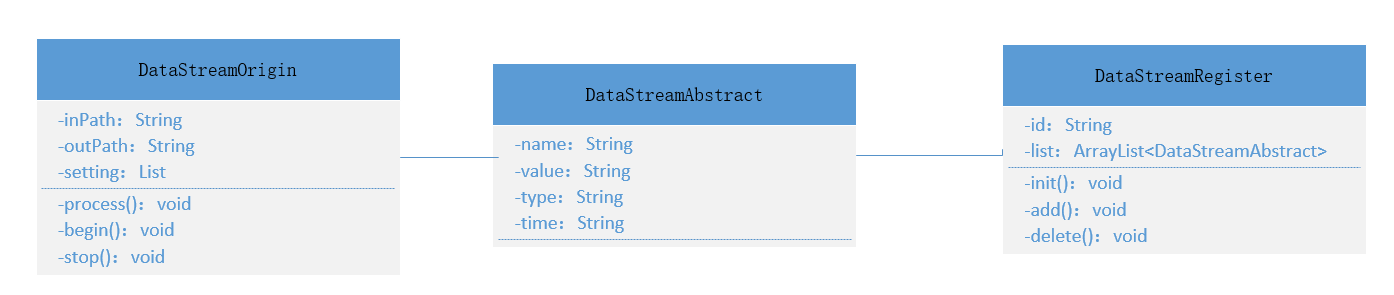 DataStreamOrigin
-inPath：String
-outPath：String
-setting：List
-process()：void
-begin()：void
-stop()：void
DataStreamAbstract
-name：String
-value：String
-type：String
-time：String
DataStreamRegister
-id：String
-list：ArrayList<DataStreamAbstract>
-init()：void
-add()：void
-delete()：void